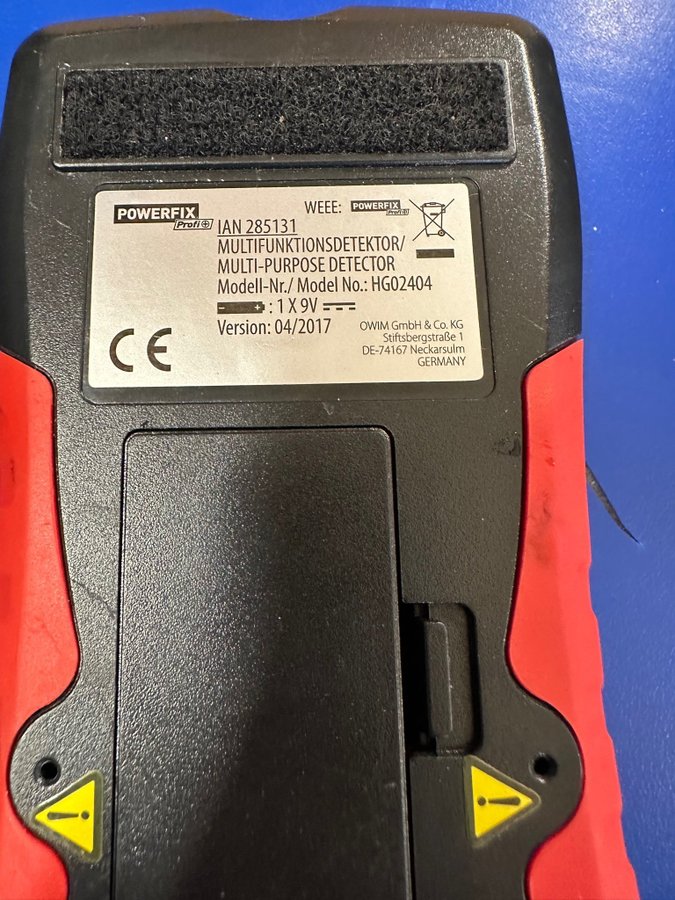 POWERFIX
Profi+
WEEE: POWERFIX
Profi+
IAN 285131
MULTIFUNKTIONSDETEKTOR/
MULTI-PURPOSE DETECTOR
Modell-Nr./ Model No.: HG02404
: 1 X 9V
Version: 04/2017
CE
OWIM GmbH & Co. KG
Stiftsbergstraße 1
DE-74167 Neckarsulm
GERMANY